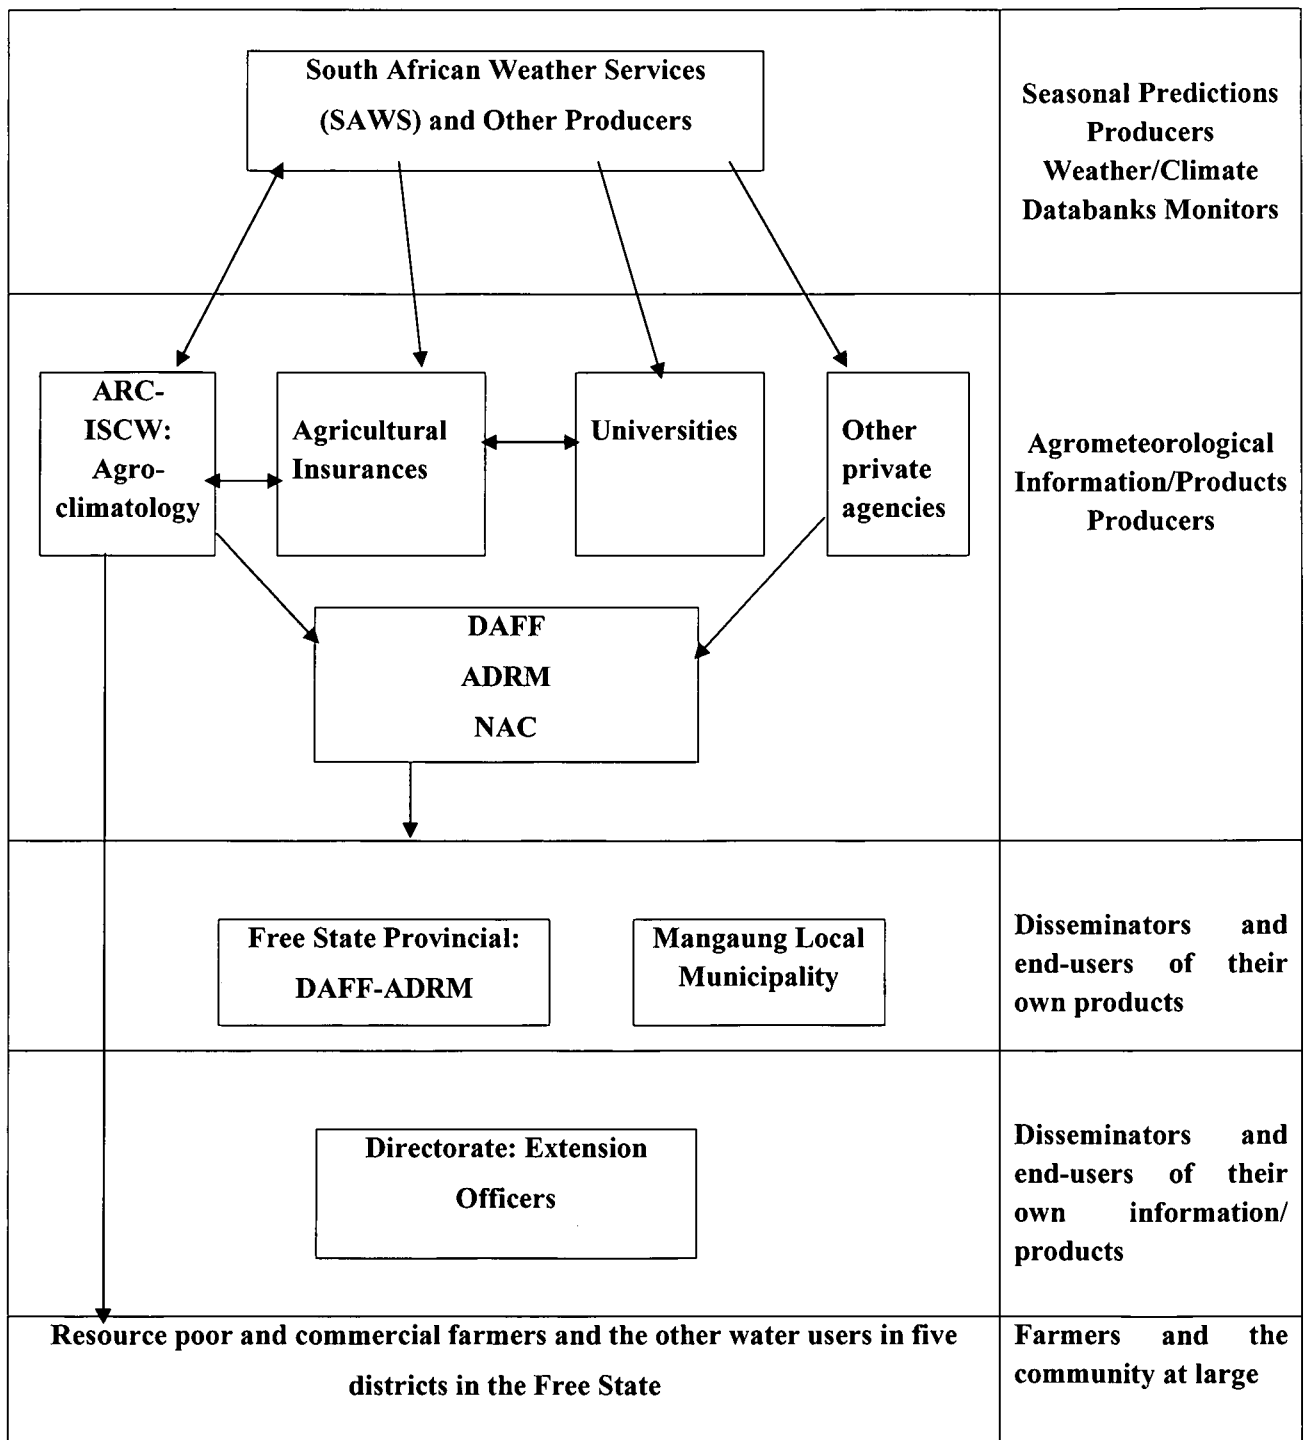 South African Weather Services
(SAWS) and Other Producers
Seasonal Predictions
Producers
Weather/Climate
Databanks Monitors
ARC-
ISCW:
Agro-
climatology
Agricultural
Insurances
Universities
Other
private
agencies
Agrometeorological
Information/Products
Producers
DAFF
ADRM
NAC
Free State Provincial:
DAFF-ADRM
Mangaung Local
Municipality
Disseminators and
end-users of their
own products
Directorate: Extension
Officers
Disseminators and
end-users of their
own information/
products
Resource poor and commercial farmers and the other water users in five
districts in the Free State
Farmers and the
community at large